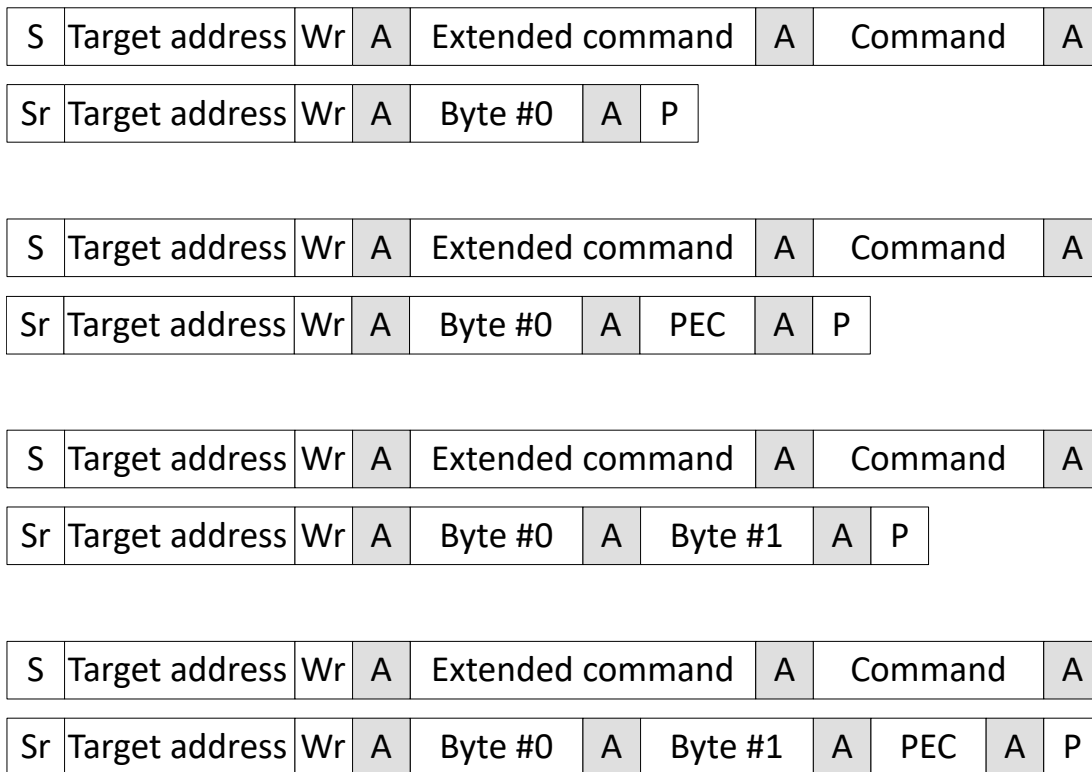 S Target address Wr A Extended command A Command A
Sr Target address Wr A Byte #0 A P
S Target address Wr A Extended command A Command A
Sr Target address Wr A Byte #0 A PEC A P
S Target address Wr A Extended command A Command A
Sr Target address Wr A Byte #0 A Byte #1 A P
S Target address Wr A Extended command A Command A
Sr Target address Wr A Byte #0 A Byte #1 A PEC A P